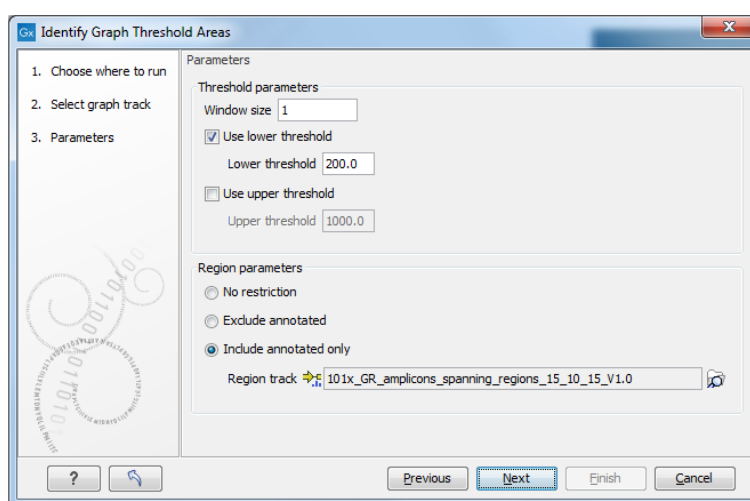 Gx Identify Graph Threshold Areas
x
1. Choose where to run
2. Select graph track
3. Parameters
Parameters
Threshold parameters
Window size 1
Use lower threshold
Lower threshold 200.0
Use upper threshold
Upper threshold 1000.0
Region parameters
No restriction
Exclude annotated
Include annotated only
Region track 101x_GR_amplicons_spanning_regions_15_10_15_V1.0
? Previous Next Finish Cancel